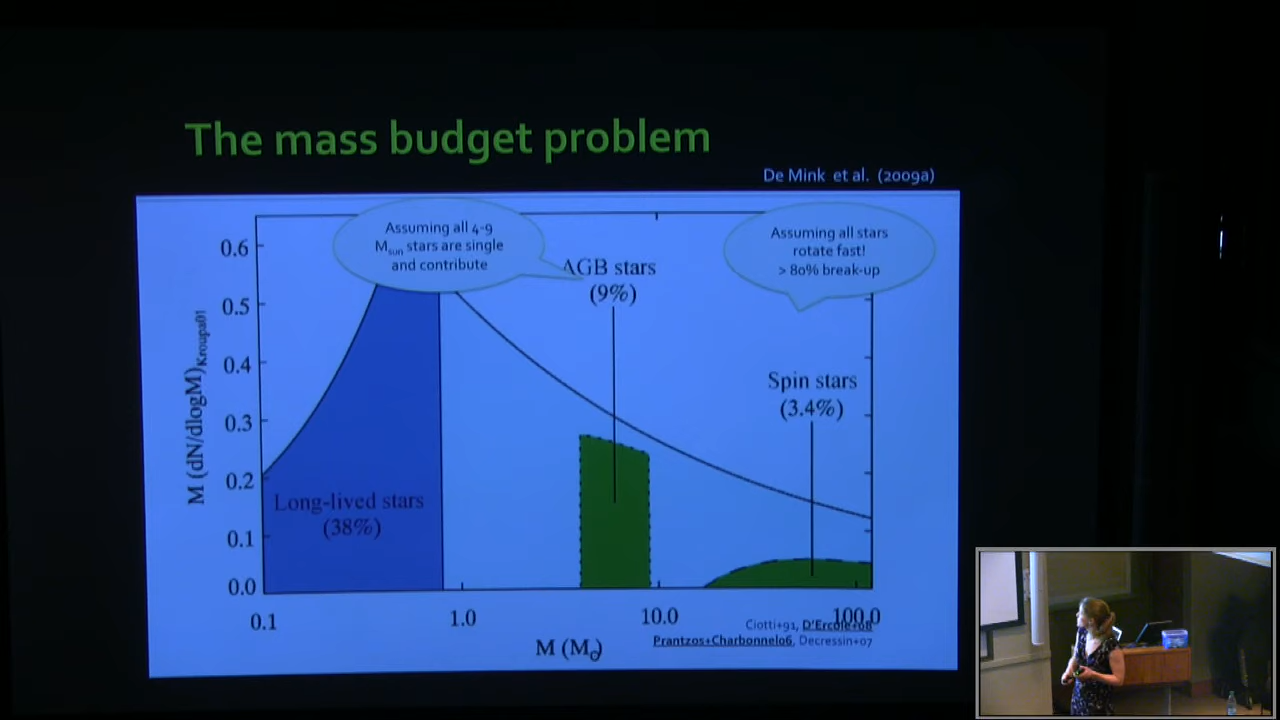 The mass budget problem
De Mink et al. (2009a)
Assuming all 4-9
Msun stars are single
and contribute
Assuming all stars
rotate fast!
> 80% break-up
AGB stars
(9%)
Spin stars
(3.4%)
Long-lived stars
(38%)
M (dN/dlogM)Kroupa01
0.6
0.5
0.4
0.3
0.2
0.1
0.0
0.1
1.0
10.0
100.0
M (M☉)
Ciotti+91, D'Ercole+08
Prantzos+Charbonnel06, Decressin+07